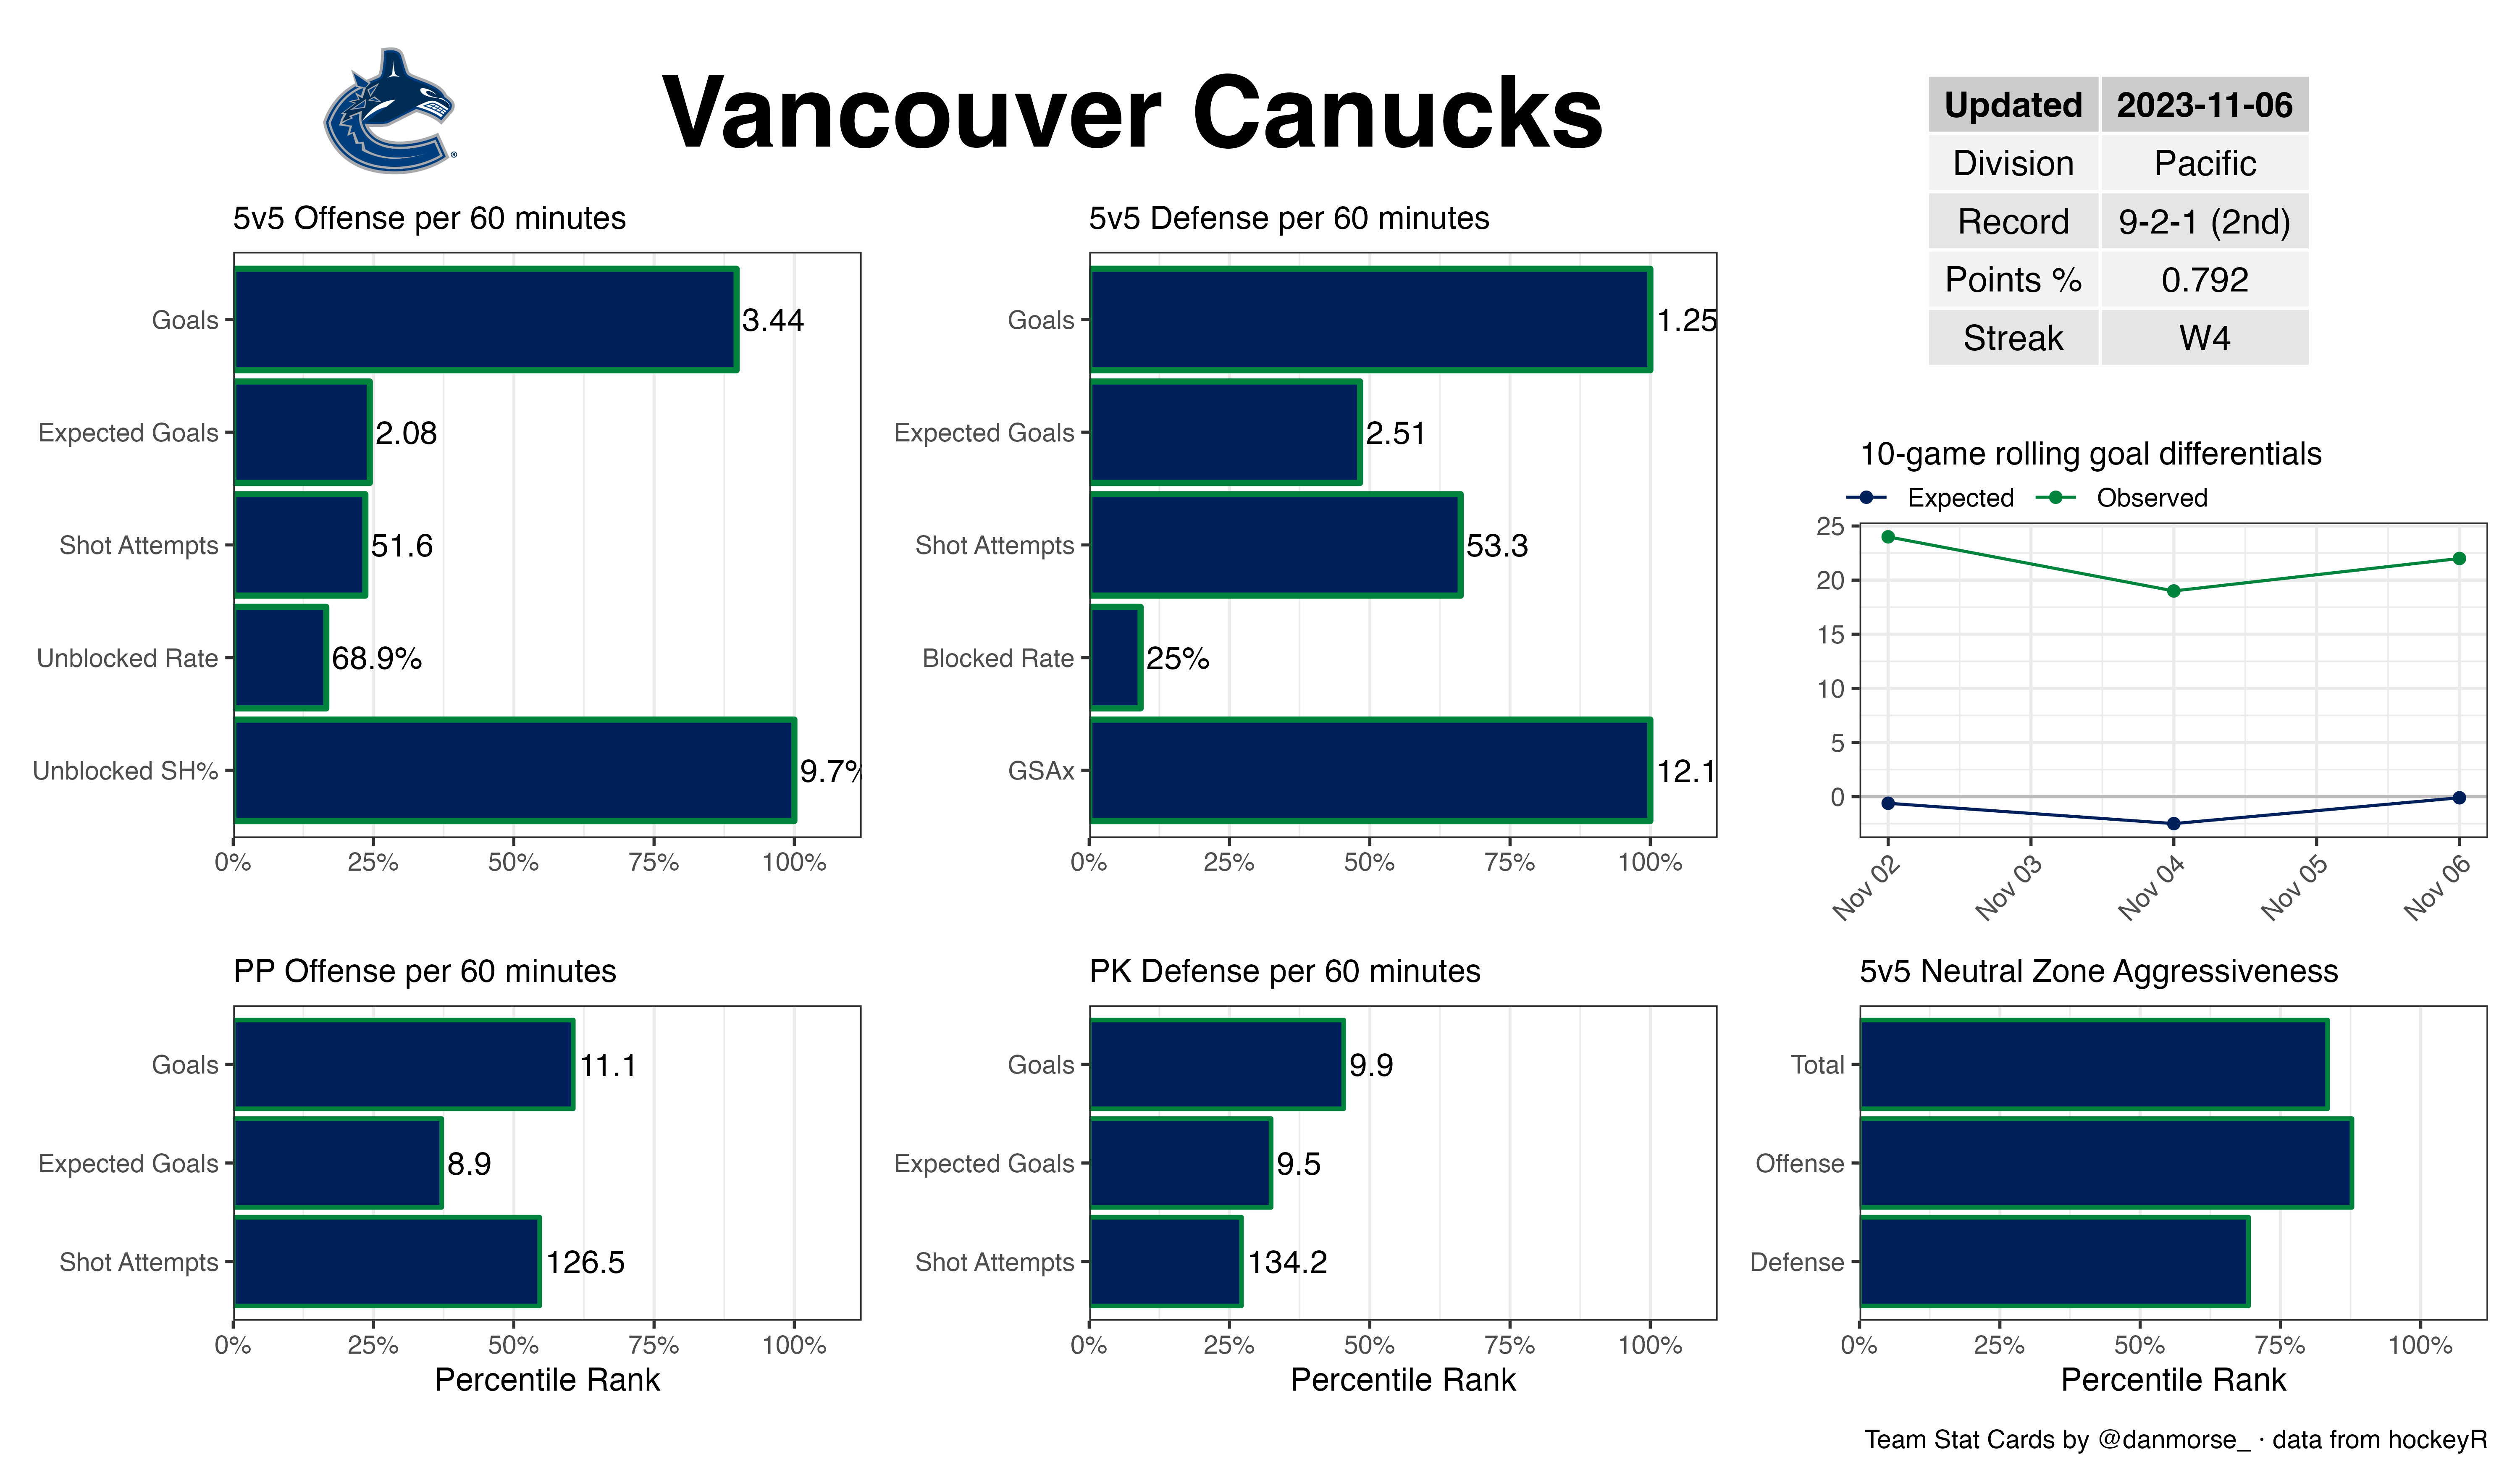 Vancouver Canucks
®
Updated 2023-11-06
Division Pacific
Record 9-2-1 (2nd)
Points % 0.792
Streak W4
5v5 Offense per 60 minutes
Goals 3.44
Expected Goals 2.08
Shot Attempts 51.6
Unblocked Rate 68.9%
Unblocked SH% 9.7%
0% 25% 50% 75% 100%
5v5 Defense per 60 minutes
Goals 1.25
Expected Goals 2.51
Shot Attempts 53.3
Blocked Rate 25%
GSAx 12.1
0% 25% 50% 75% 100%
10-game rolling goal differentials
Expected Observed
25
20
15
10
5
0
Nov 02 Nov 03 Nov 04 Nov 05 Nov 06
PP Offense per 60 minutes
Goals 11.1
Expected Goals 8.9
Shot Attempts 126.5
0% 25% 50% 75% 100%
Percentile Rank
PK Defense per 60 minutes
Goals 9.9
Expected Goals 9.5
Shot Attempts 134.2
0% 25% 50% 75% 100%
Percentile Rank
5v5 Neutral Zone Aggressiveness
Total
Offense
Defense
0% 25% 50% 75% 100%
Percentile Rank
Team Stat Cards by @danmorse_ · data from hockeyR